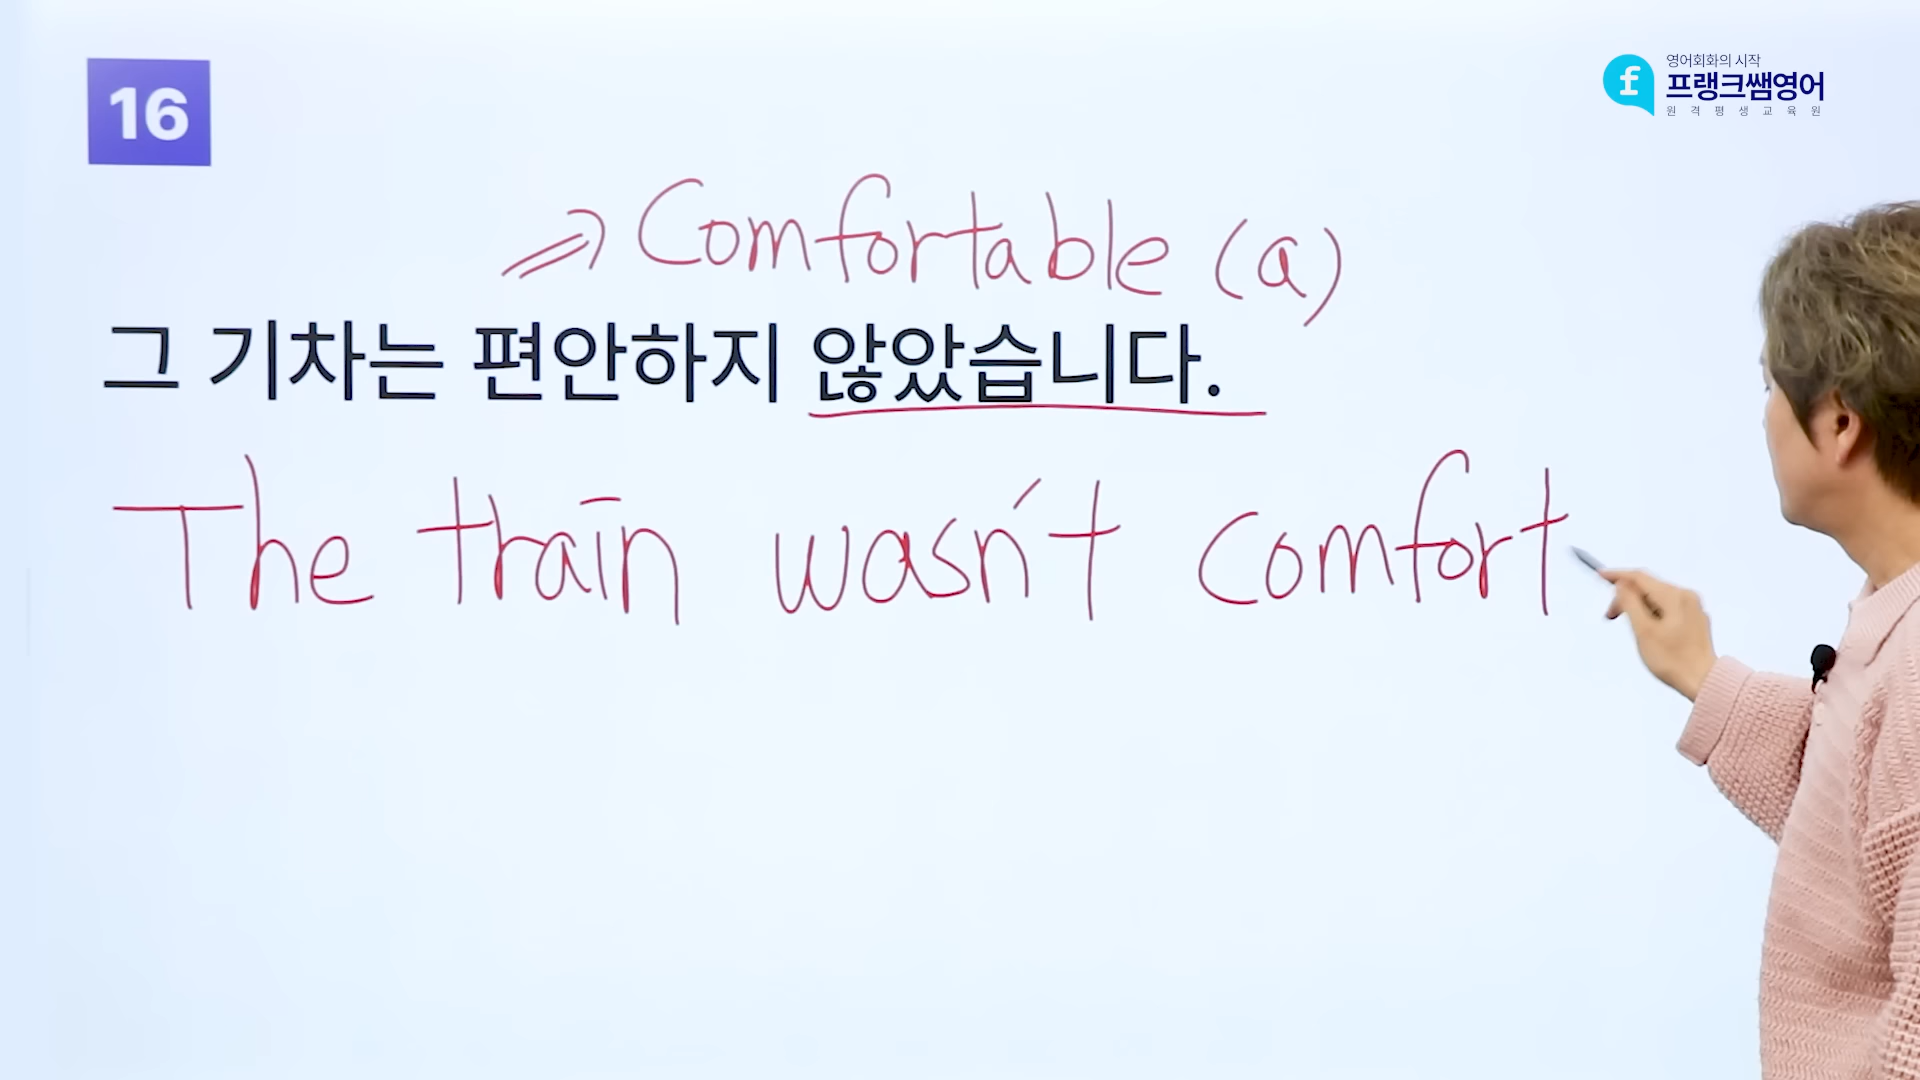 16
영어회화의 시작
프랭크쌤영어
원격평생교육원
⇒ Comfortable (a)
그 기차는 편안하지 않았습니다.
The train wasn't comfort